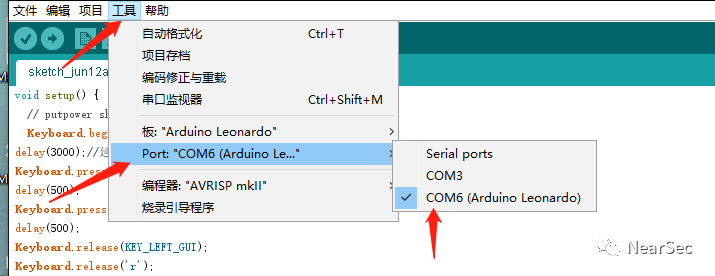 文件 编辑 项目 工具 帮助
sketch_jun12a
自动格式化 Ctrl+T
项目存档
编码修正与重载
串口监视器 Ctrl+Shift+M
板: "Arduino Leonardo"
Port: "COM6 (Arduino Le..."
编程器: "AVRISP mkII"
烧录引导程序
Serial ports
COM3
COM6 (Arduino Leonardo)
void setup() {
// putpower sh
Keyboard.beg
delay(3000);//
Keyboard.pres
delay(500);
Keyboard.pres
delay(500);
Keyboard.release(KEY_LEFT_GUI);
Keyboard.release('r');
NearSec